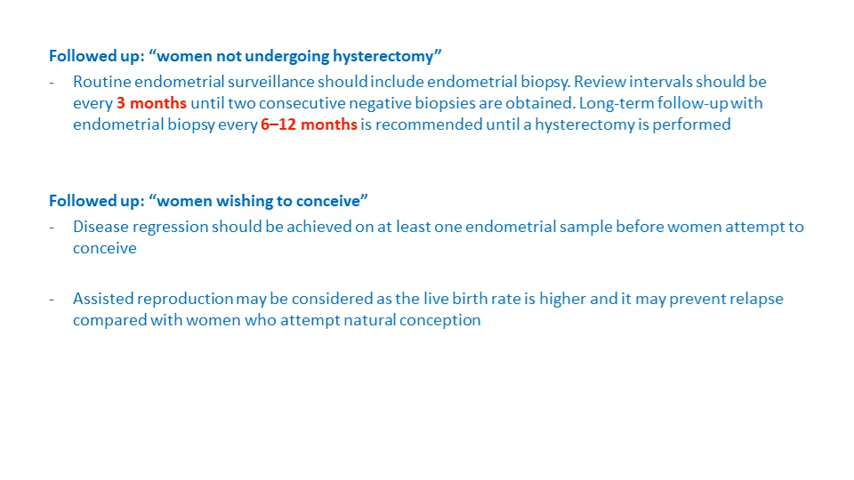 Followed up: “women not undergoing hysterectomy”
- Routine endometrial surveillance should include endometrial biopsy. Review intervals should be
every 3 months until two consecutive negative biopsies are obtained. Long-term follow-up with
endometrial biopsy every 6–12 months is recommended until a hysterectomy is performed
Followed up: “women wishing to conceive”
- Disease regression should be achieved on at least one endometrial sample before women attempt to
conceive
- Assisted reproduction may be considered as the live birth rate is higher and it may prevent relapse
compared with women who attempt natural conception